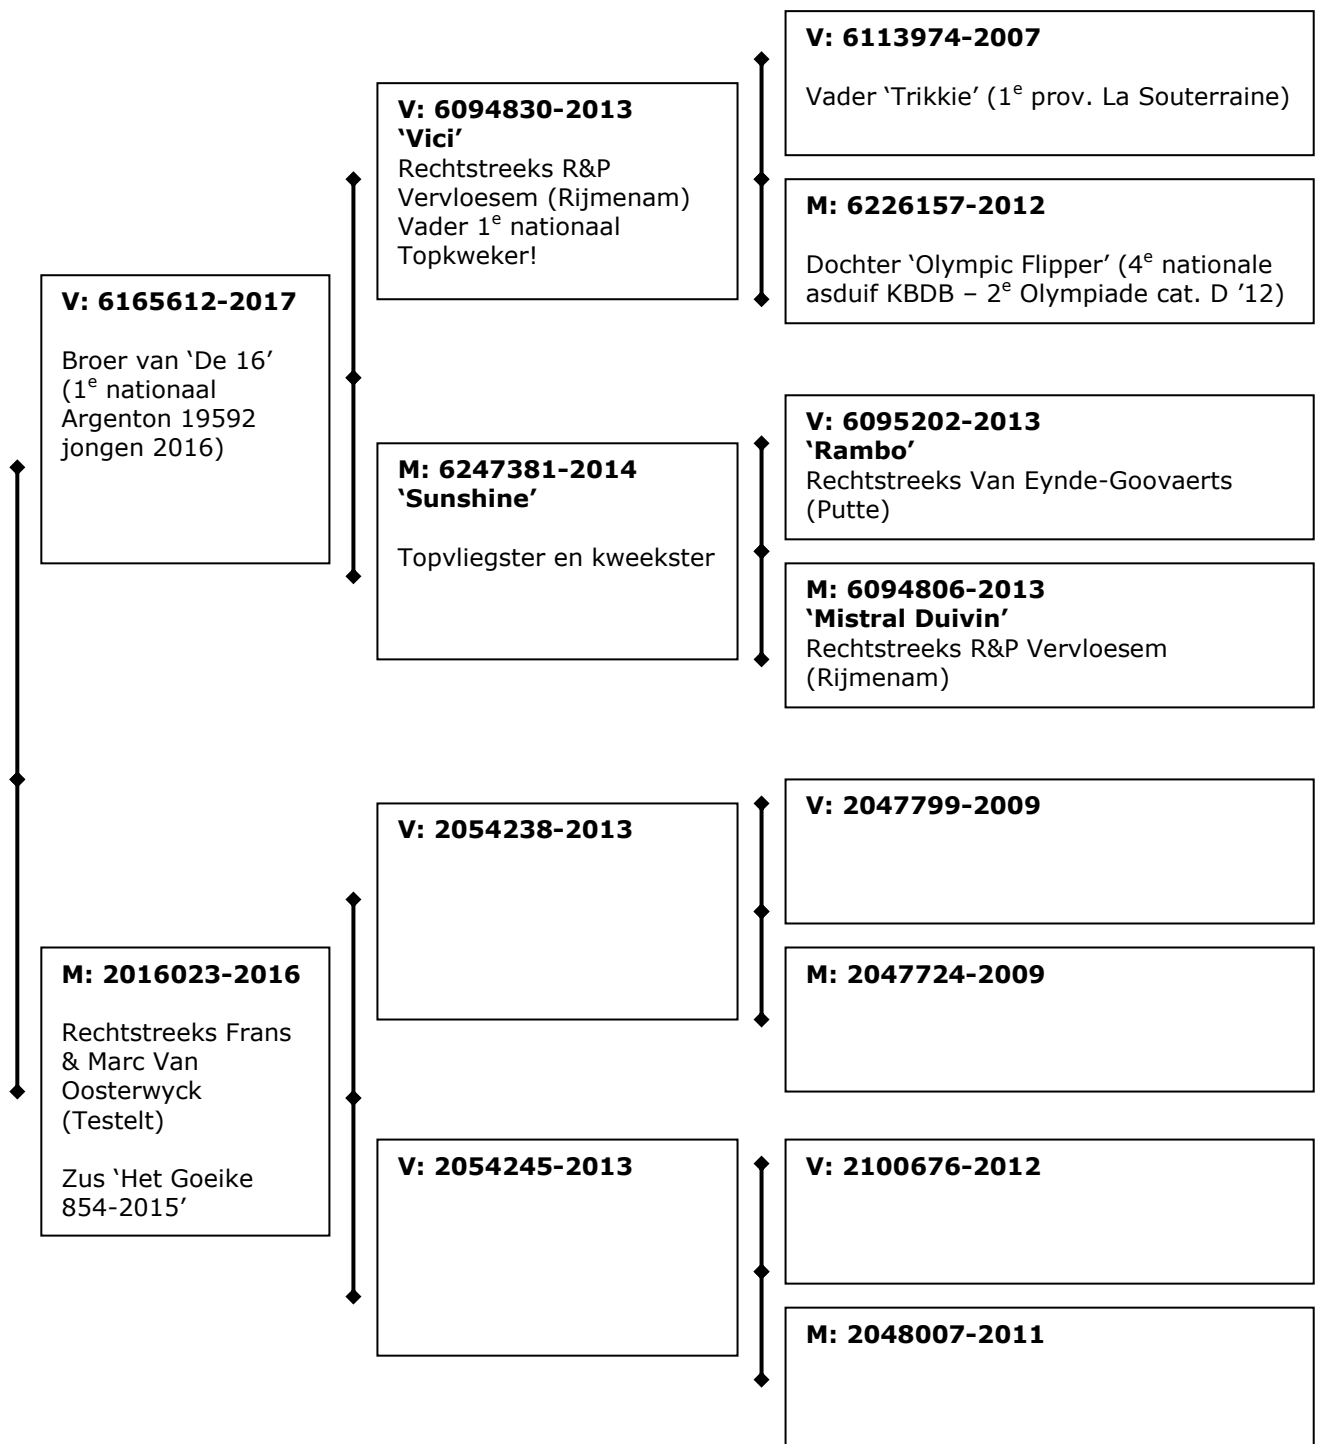 V: 6165612-2017
Broer van ‘De 16’
(1e nationaal
Argenton 19592
jongen 2016)
M: 2016023-2016
Rechtstreeks Frans
& Marc Van
Oosterwyck
(Testelt)
Zus ‘Het Goeike
854-2015’
V: 6094830-2013
‘Vici’
Rechtstreeks R&P
Vervloesem (Rijmenam)
Vader 1e nationaal
Topkweker!
M: 6247381-2014
‘Sunshine’
Topvliegster en kweekster
V: 2054238-2013
V: 2054245-2013
V: 6113974-2007
Vader ‘Trikkie’ (1e prov. La Souterraine)
M: 6226157-2012
Dochter ‘Olympic Flipper’ (4e nationale
asduif KBDB – 2e Olympiade cat. D ’12)
V: 6095202-2013
‘Rambo’
Rechtstreeks Van Eynde-Goovaerts
(Putte)
M: 6094806-2013
‘Mistral Duivin’
Rechtstreeks R&P Vervloesem
(Rijmenam)
V: 2047799-2009
M: 2047724-2009
V: 2100676-2012
M: 2048007-2011